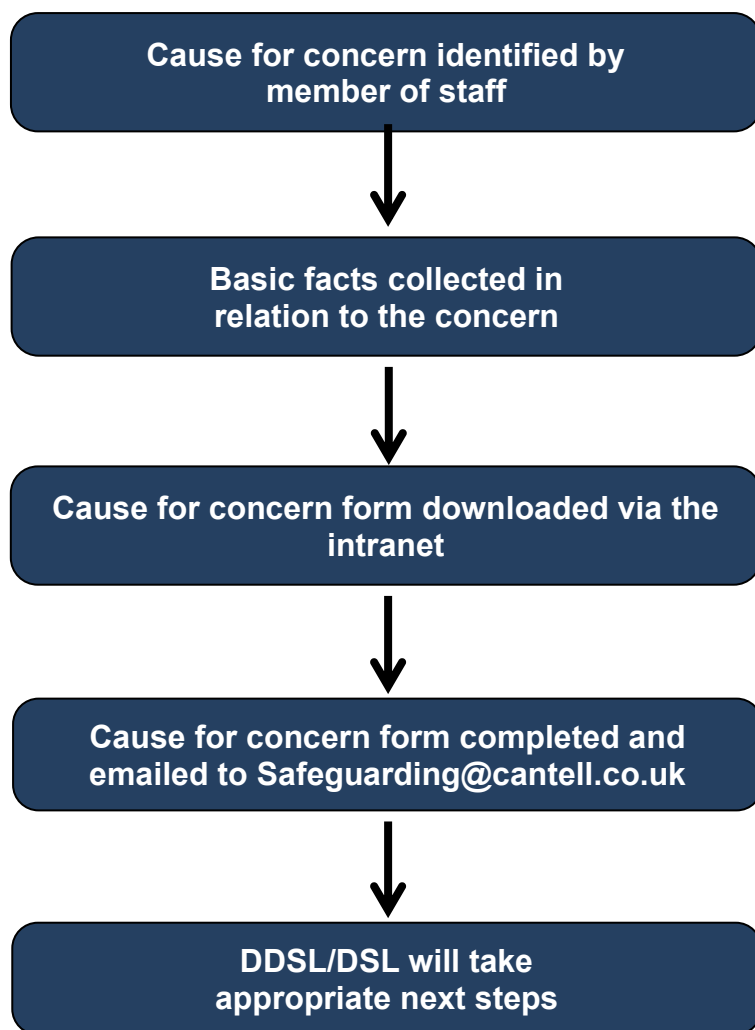 Cause for concern identified by
member of staff
Basic facts collected in
relation to the concern
Cause for concern form downloaded via the
intranet
Cause for concern form completed and
emailed to Safeguarding@cantell.co.uk
DDSL/DSL will take
appropriate next steps